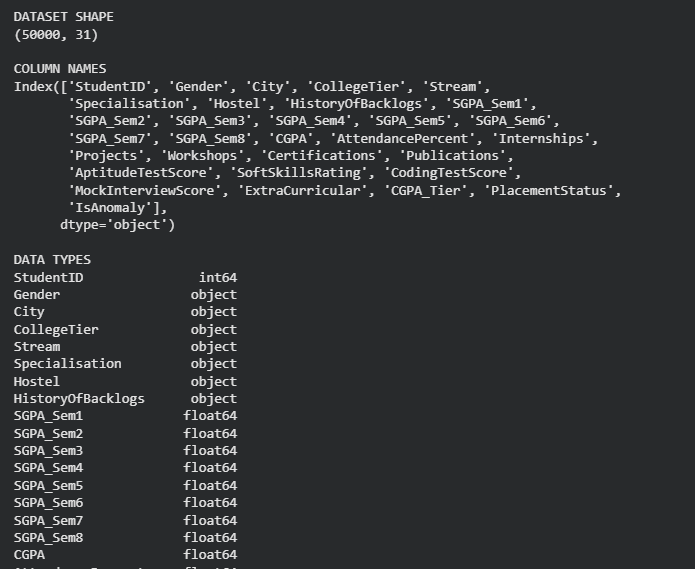 DATASET SHAPE
(50000, 31)
COLUMN NAMES
Index(['StudentID', 'Gender', 'City', 'CollegeTier', 'Stream',
'Specialisation', 'Hostel', 'HistoryOfBacklogs', 'SGPA_Sem1',
'SGPA_Sem2', 'SGPA_Sem3', 'SGPA_Sem4', 'SGPA_Sem5', 'SGPA_Sem6',
'SGPA_Sem7', 'SGPA_Sem8', 'CGPA', 'AttendancePercent', 'Internships',
'Projects', 'Workshops', 'Certifications', 'Publications',
'AptitudeTestScore', 'SoftSkillsRating', 'CodingTestScore',
'MockInterviewScore', 'ExtraCurricular', 'CGPA_Tier', 'PlacementStatus',
'IsAnomaly'],
dtype='object')
DATA TYPES
StudentID int64
Gender object
City object
CollegeTier object
Stream object
Specialisation object
Hostel object
HistoryOfBacklogs object
SGPA_Sem1 float64
SGPA_Sem2 float64
SGPA_Sem3 float64
SGPA_Sem4 float64
SGPA_Sem5 float64
SGPA_Sem6 float64
SGPA_Sem7 float64
SGPA_Sem8 float64
CGPA float64